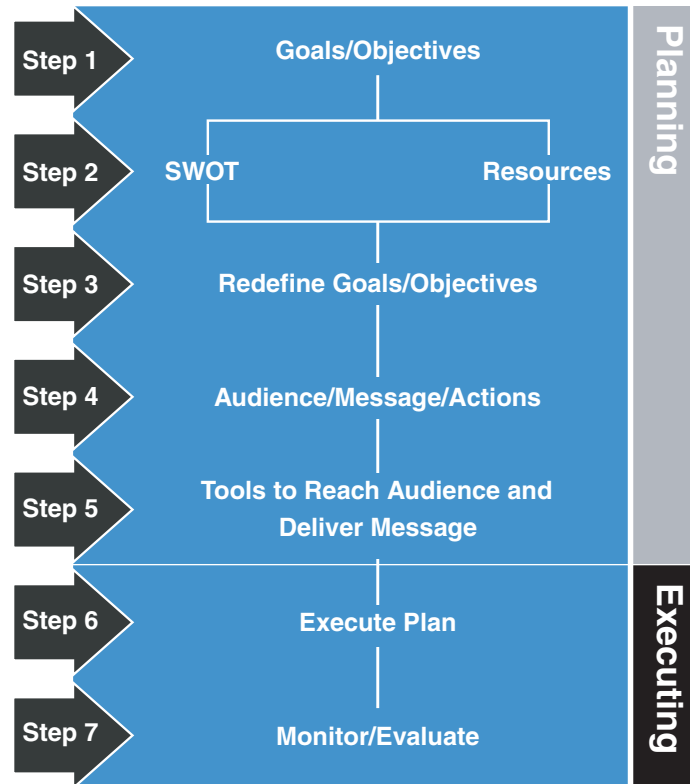 Step 1
Goals/Objectives
Planning
Step 2
SWOT
Resources
Step 3
Redefine Goals/Objectives
Step 4
Audience/Message/Actions
Step 5
Tools to Reach Audience and
Deliver Message
Step 6
Execute Plan
Executing
Step 7
Monitor/Evaluate